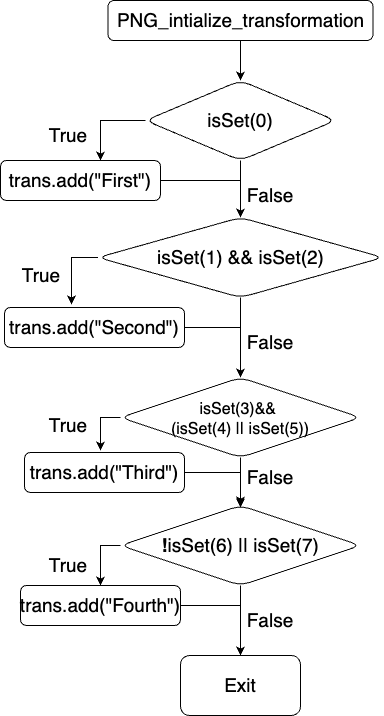 PNG_intialize_transformation
isSet(0)
True
trans.add("First")
False
isSet(1) && isSet(2)
True
trans.add("Second")
False
isSet(3)&&
(isSet(4) || isSet(5))
True
trans.add("Third")
False
!isSet(6) || isSet(7)
True
trans.add("Fourth")
False
Exit